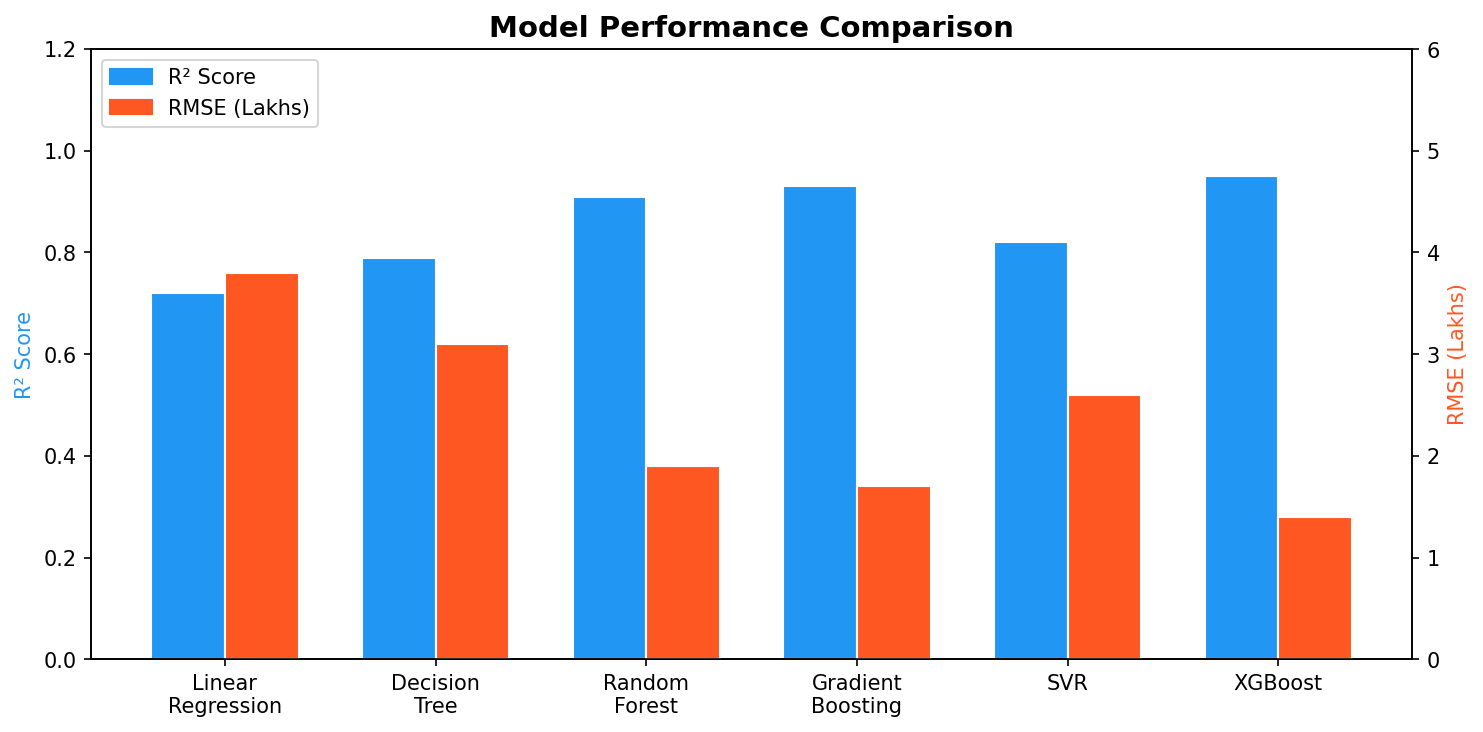 Model Performance Comparison
R² Score
RMSE (Lakhs)
1.2
1.0
0.8
0.6
0.4
0.2
0.0
R² Score
6
5
4
3
2
1
0
RMSE (Lakhs)
Linear
Regression
Decision
Tree
Random
Forest
Gradient
Boosting
SVR
XGBoost